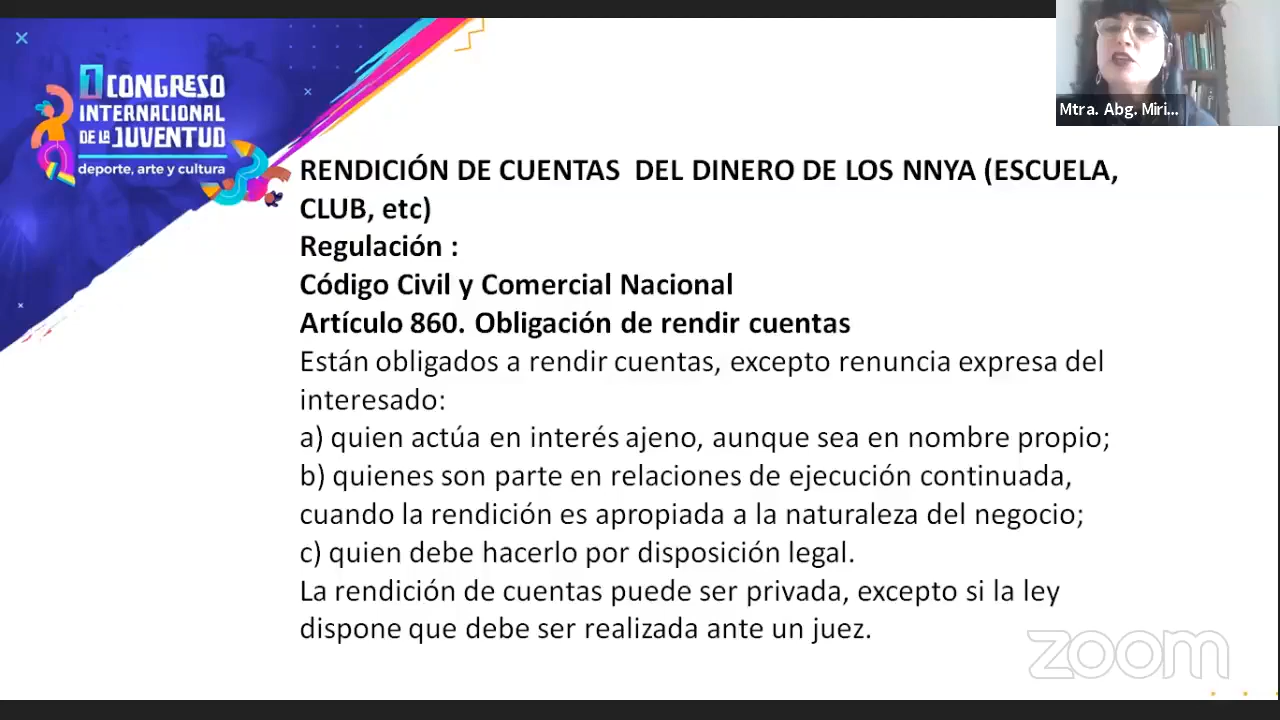 1 CONGRESO
INTERNACIONAL
DE LA JUVENTUD
deporte, arte y cultura
Mtra. Abg. Miri...
RENDICIÓN DE CUENTAS DEL DINERO DE LOS NNYA (ESCUELA,
CLUB, etc)
Regulación :
Código Civil y Comercial Nacional
Artículo 860. Obligación de rendir cuentas
Están obligados a rendir cuentas, excepto renuncia expresa del
interesado:
a) quien actúa en interés ajeno, aunque sea en nombre propio;
b) quienes son parte en relaciones de ejecución continuada,
cuando la rendición es apropiada a la naturaleza del negocio;
c) quien debe hacerlo por disposición legal.
La rendición de cuentas puede ser privada, excepto si la ley
dispone que debe ser realizada ante un juez.
zoom